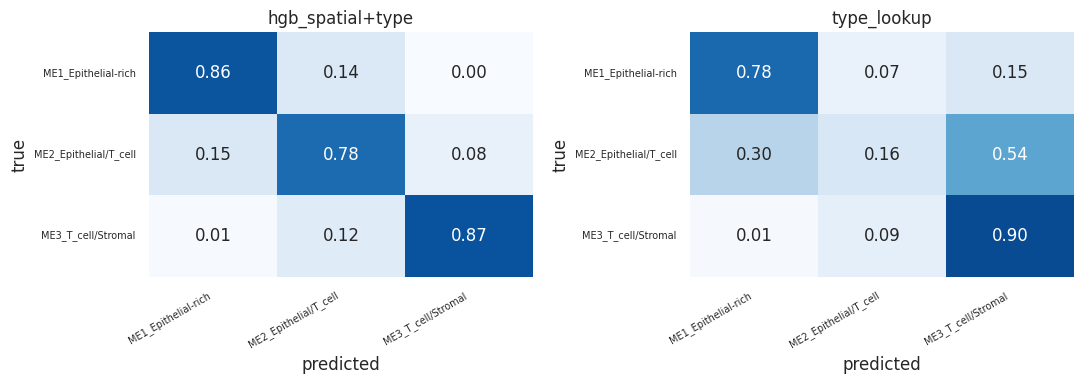 hgb_spatial+type
true
ME1_Epithelial-rich
0.86 0.14 0.00
ME2_Epithelial/T_cell
0.15 0.78 0.08
ME3_T_cell/Stromal
0.01 0.12 0.87
ME1_Epithelial-rich
ME2_Epithelial/T_cell
ME3_T_cell/Stromal
predicted
type_lookup
true
ME1_Epithelial-rich
0.78 0.07 0.15
ME2_Epithelial/T_cell
0.30 0.16 0.54
ME3_T_cell/Stromal
0.01 0.09 0.90
ME1_Epithelial-rich
ME2_Epithelial/T_cell
ME3_T_cell/Stromal
predicted